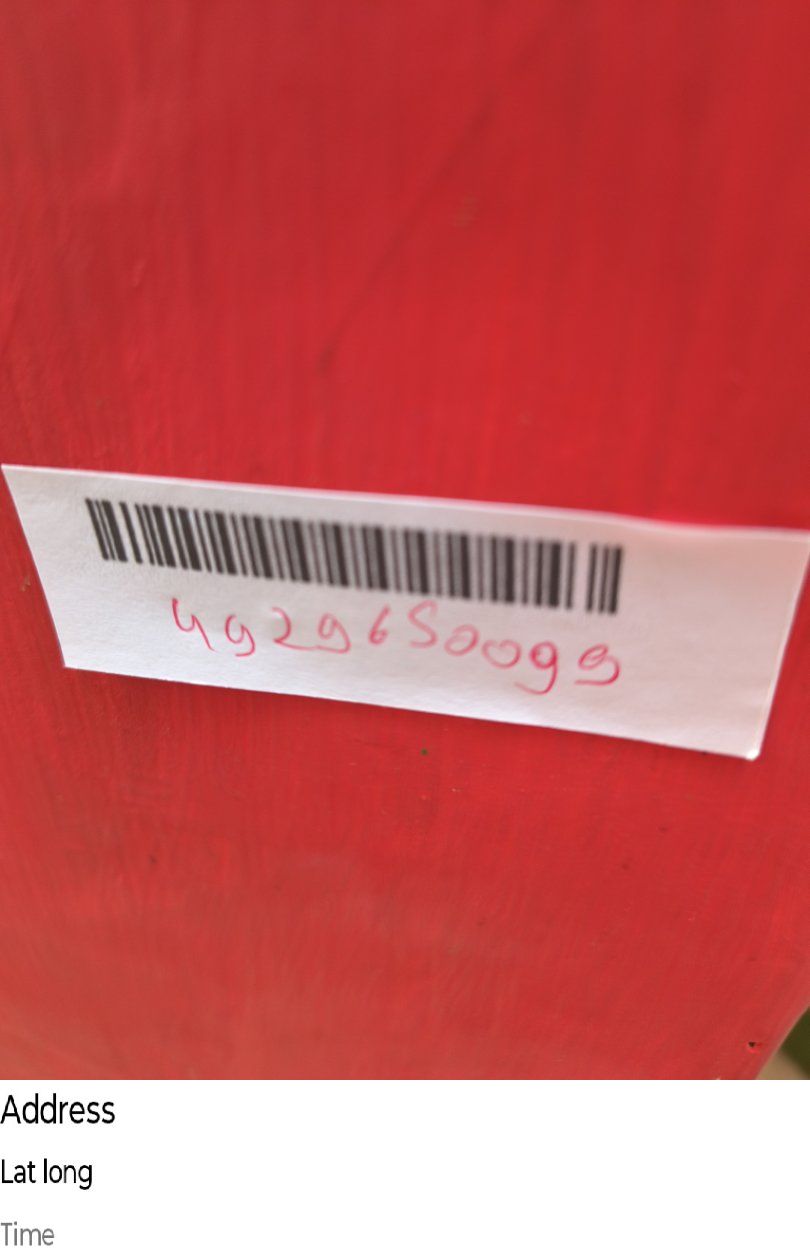 4929650099
Address
Lat long
Time